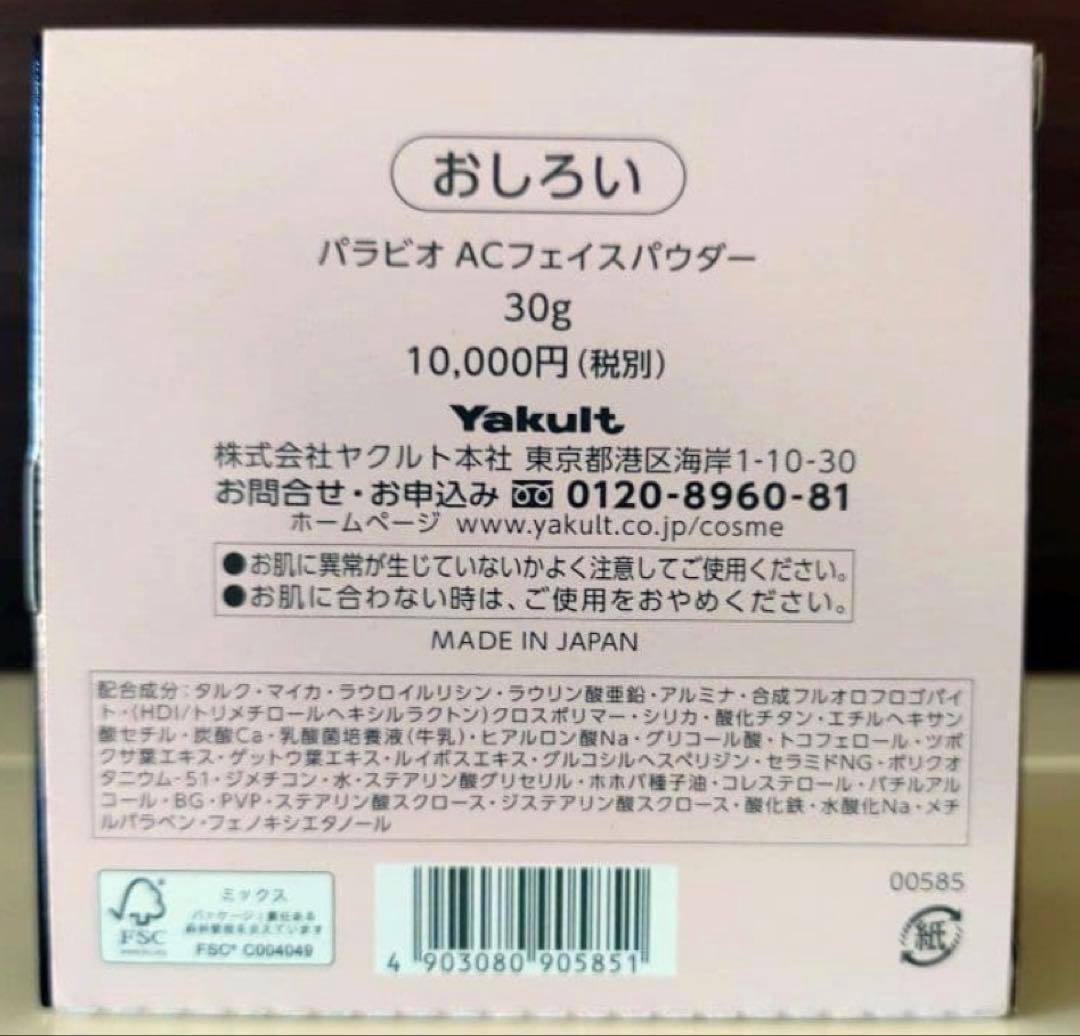 おしろい
パラビオ ACフェイスパウダー
30g
10,000円(税別)
Yakult
株式会社ヤクルト本社 東京都港区海岸1-10-30
お問合せ・お申込み 0120-8960-81
ホームページ www.yakult.co.jp/cosme
●お肌に異常が生じていないかよく注意してご使用ください。
●お肌に合わない時は、ご使用をおやめください。
MADE IN JAPAN
配合成分:タルク・マイカ・ラウロイルリシン・ラウリン酸亜鉛・アルミナ・合成フルオロフロゴパイ
ト・(HDI/トリメチロールヘキシルラクトン)クロスポリマー・シリカ・酸化チタン・エチルヘキサン
酸セチル・炭酸Ca・乳酸菌培養液(牛乳)・ヒアルロン酸Na・グリコール酸・トコフェロール・ツボ
クサ葉エキス・ゲットウ葉エキス・ルイボスエキス・グルコシルヘスペリジン・セラミドNG・ポリクオ
タニウム-51・ジメチコン・水・ステアリン酸グリセリル・ホホバ種子油・コレステロール・バチルアル
コール・BG・PVP・ステアリン酸スクロース・ジステアリン酸スクロース・酸化鉄・水酸化Na・メチ
ルパラベン・フェノキシエタノール
ミックス
パッケージ|責任ある
森林管理を支えています
FSC
FSC® C004049
4 903080 905851
00585
紙